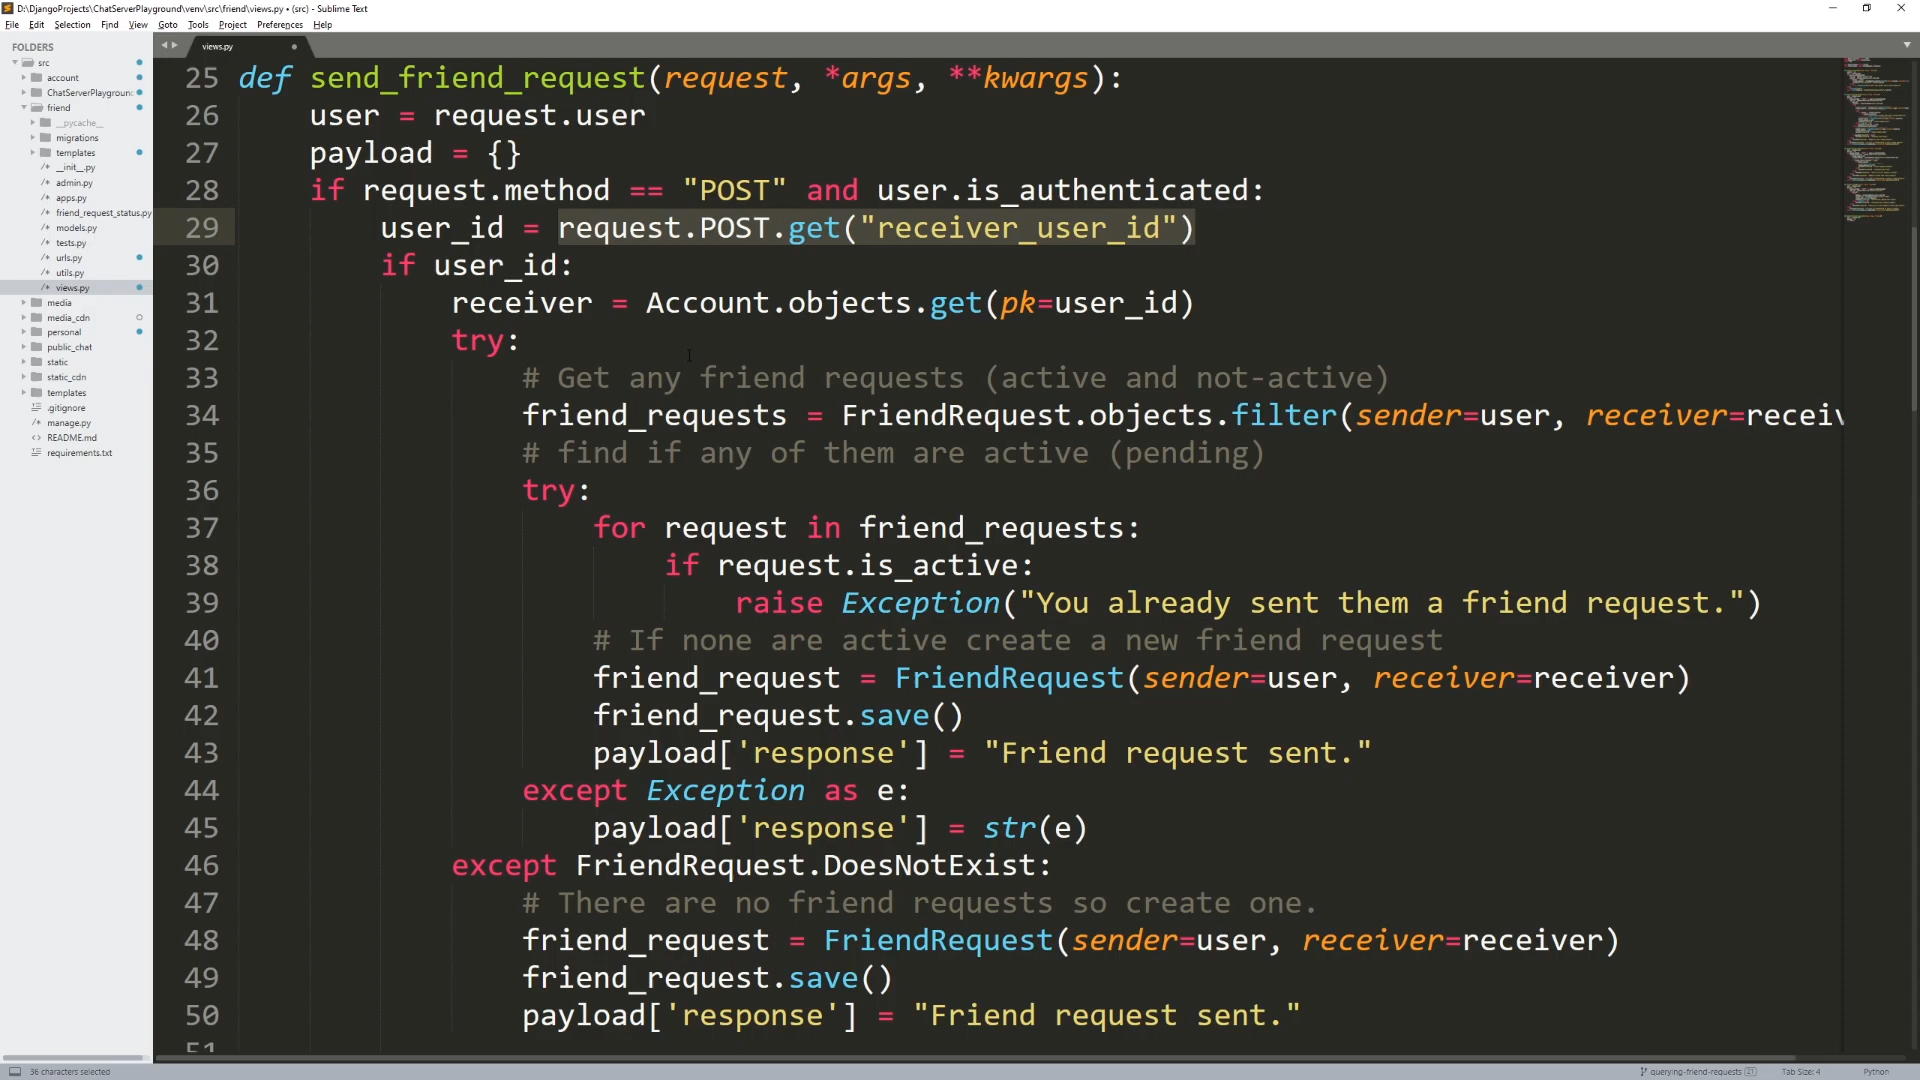 D:\DjangoProjects\ChatServerPlayground\venv\src\friend\views.py • (src) - Sublime Text
File Edit Selection Find View Goto Tools Project Preferences Help
FOLDERS
src
account
ChatServerPlayground
friend
__pycache__
migrations
templates
/* __init__.py
/* admin.py
/* apps.py
/* friend_request_status.py
/* models.py
/* tests.py
/* urls.py
/* utils.py
/* views.py
media
media_cdn
personal
public_chat
static
static_cdn
templates
.gitignore
/* manage.py
<> README.md
requirements.txt
views.py
25 def send_friend_request(request, *args, **kwargs):
26 user = request.user
27 payload = {}
28 if request.method == "POST" and user.is_authenticated:
29 user_id = request.POST.get("receiver_user_id")
30 if user_id:
31 receiver = Account.objects.get(pk=user_id)
32 try:
33 # Get any friend requests (active and not-active)
34 friend_requests = FriendRequest.objects.filter(sender=user, receiver=receiv
35 # find if any of them are active (pending)
36 try:
37 for request in friend_requests:
38 if request.is_active:
39 raise Exception("You already sent them a friend request.")
40 # If none are active create a new friend request
41 friend_request = FriendRequest(sender=user, receiver=receiver)
42 friend_request.save()
43 payload['response'] = "Friend request sent."
44 except Exception as e:
45 payload['response'] = str(e)
46 except FriendRequest.DoesNotExist:
47 # There are no friend requests so create one.
48 friend_request = FriendRequest(sender=user, receiver=receiver)
49 friend_request.save()
50 payload['response'] = "Friend request sent."
51
36 characters selected
querying-friend-requests 21
Tab Size: 4
Python